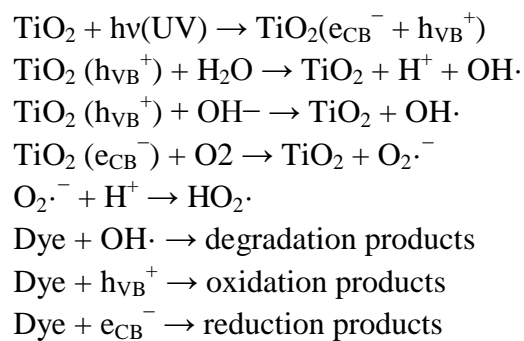 TiO₂ + hν(UV) → TiO₂(e_CB⁻ + h_VB⁺)
TiO₂ (h_VB⁺) + H₂O → TiO₂ + H⁺ + OH·
TiO₂ (h_VB⁺) + OH− → TiO₂ + OH·
TiO₂ (e_CB⁻) + O2 → TiO₂ + O₂·⁻
O₂·⁻ + H⁺ → HO₂·
Dye + OH· → degradation products
Dye + h_VB⁺ → oxidation products
Dye + e_CB⁻ → reduction products